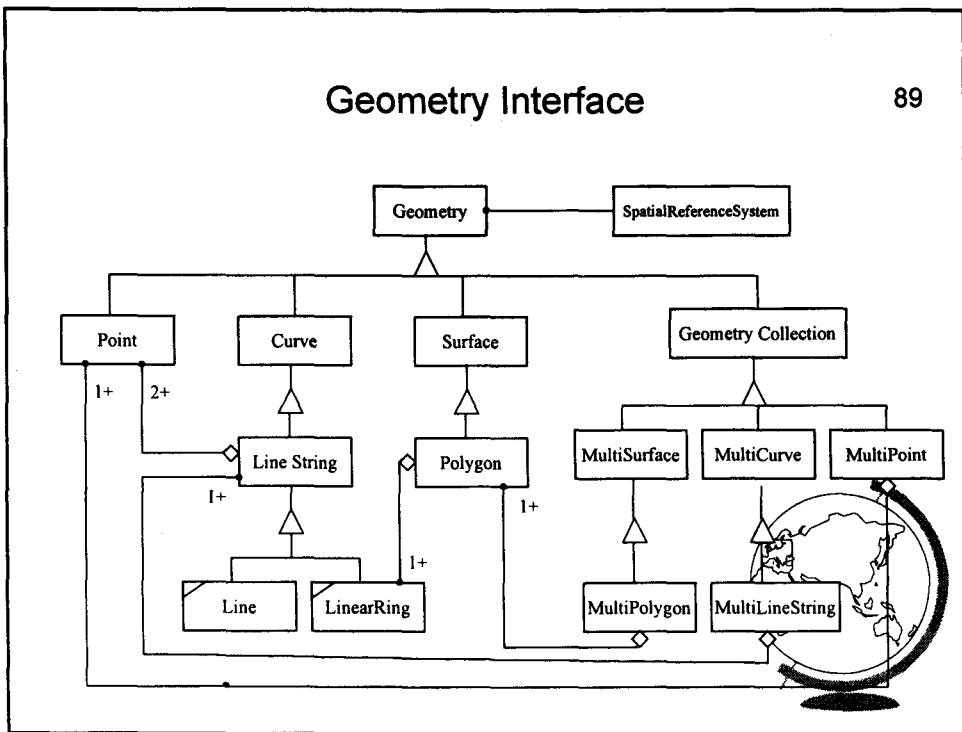 Geometry Interface
89
Geometry
SpatialReferenceSystem
Point
Curve
Surface
Geometry Collection
1+
2+
Line String
Polygon
MultiSurface
MultiCurve
MultiPoint
1+
1+
1+
Line
LinearRing
MultiPolygon
MultiLineString